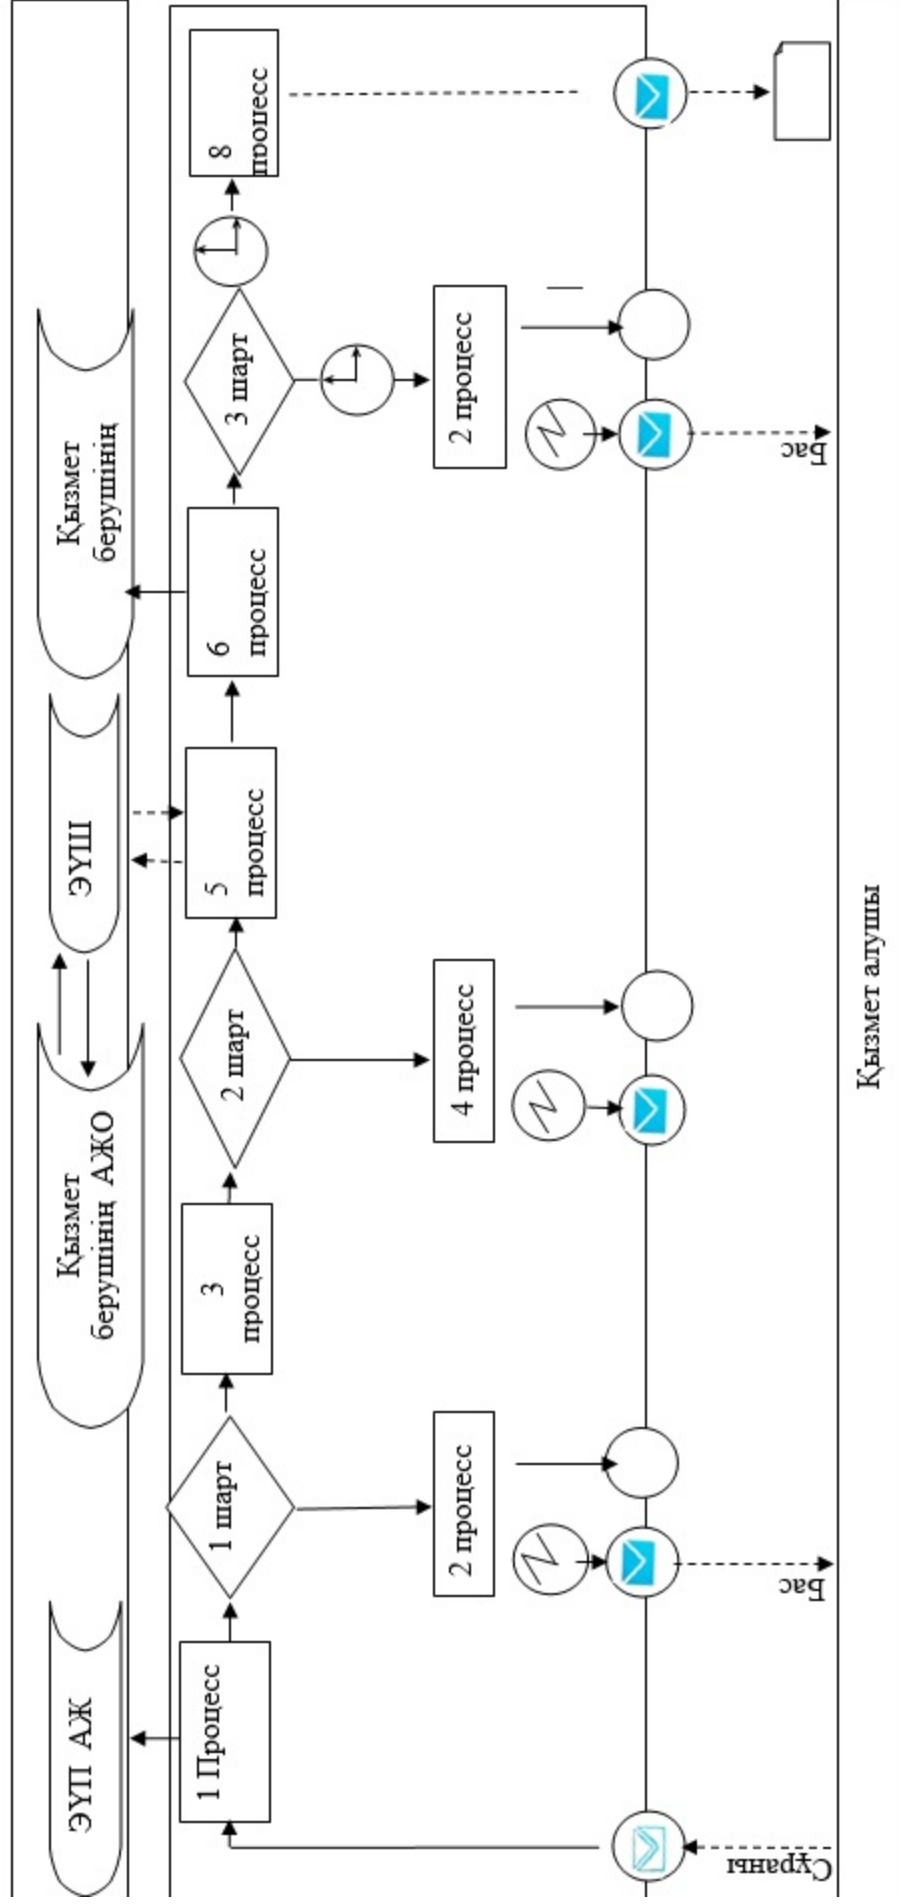 ЭҮП АЖ
Қызмет
берушінің АЖО
ЭҮШ
Қызмет
берушінің
1 Процесс
1 шарт
3
процесс
2 шарт
5
процесс
6
процесс
3 шарт
8
процесс
2 процесс
4 процесс
2 процесс
Сұраны
Бас
Бас
Қызмет алушы